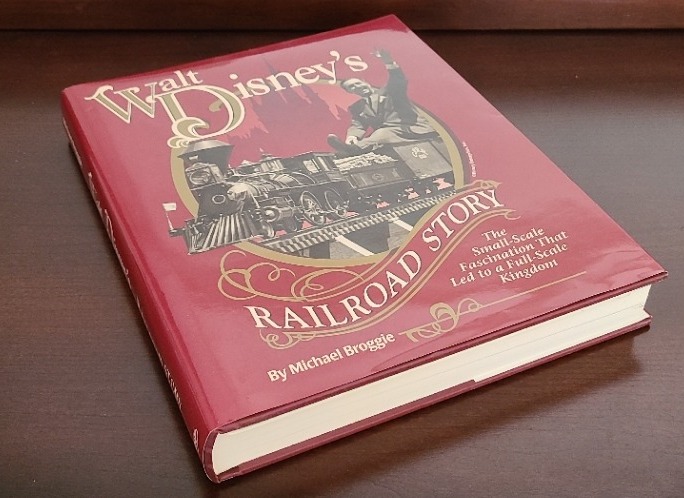 Walt
Disney's
RAILROAD STORY
The
Small-Scale
Fascination That
Led to a Full-Scale
Kingdom
By Michael Broggie